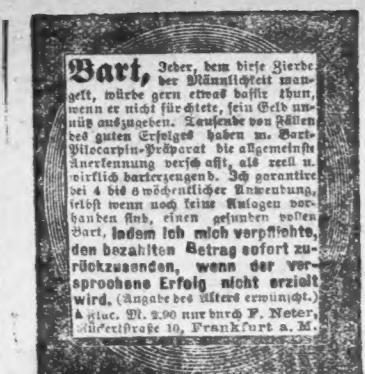 Bart, Jeder, dem diese Zierde
der Männlichkeit man-
gelt, würde gern etwas dafür thun,
wenn er nicht fürchtete, sein Geld un-
nütz auszugeben. Tausende von Fällen
des guten Erfolges haben m. Bart-
Pilocarpin-Präparat die allgemeinste
Anerkennung verschafft, als reell u.
wirklich barterzeugend. Ich garantire
bei 4 bis 6 wöchentlicher Anwendung,
selbst wenn noch keine Anlagen vor-
handen sind, einen gesunden vollen
Bart, indem ich mich verpflichte,
den bezahlten Betrag sofort zu-
rückzusenden, wenn der ver-
sprochene Erfolg nicht erzielt
wird. (Angabe des Alters erwünscht.)
à Flac. M. 2.90 nur durch F. Neter,
Rückertstraße 10, Frankfurt a. M.